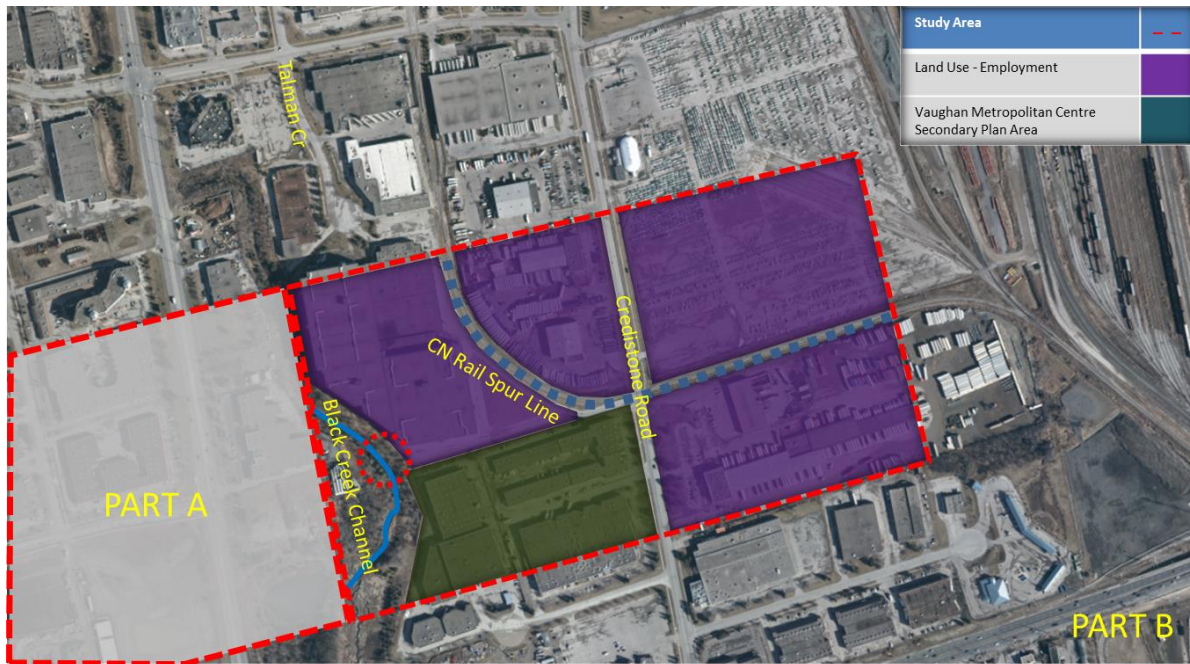 Study Area
Land Use - Employment
Vaughan Metropolitan Centre
Secondary Plan Area
Talman Cr
Credistone Road
CN Rail Spur Line
Black Creek Channel
PART A
PART B